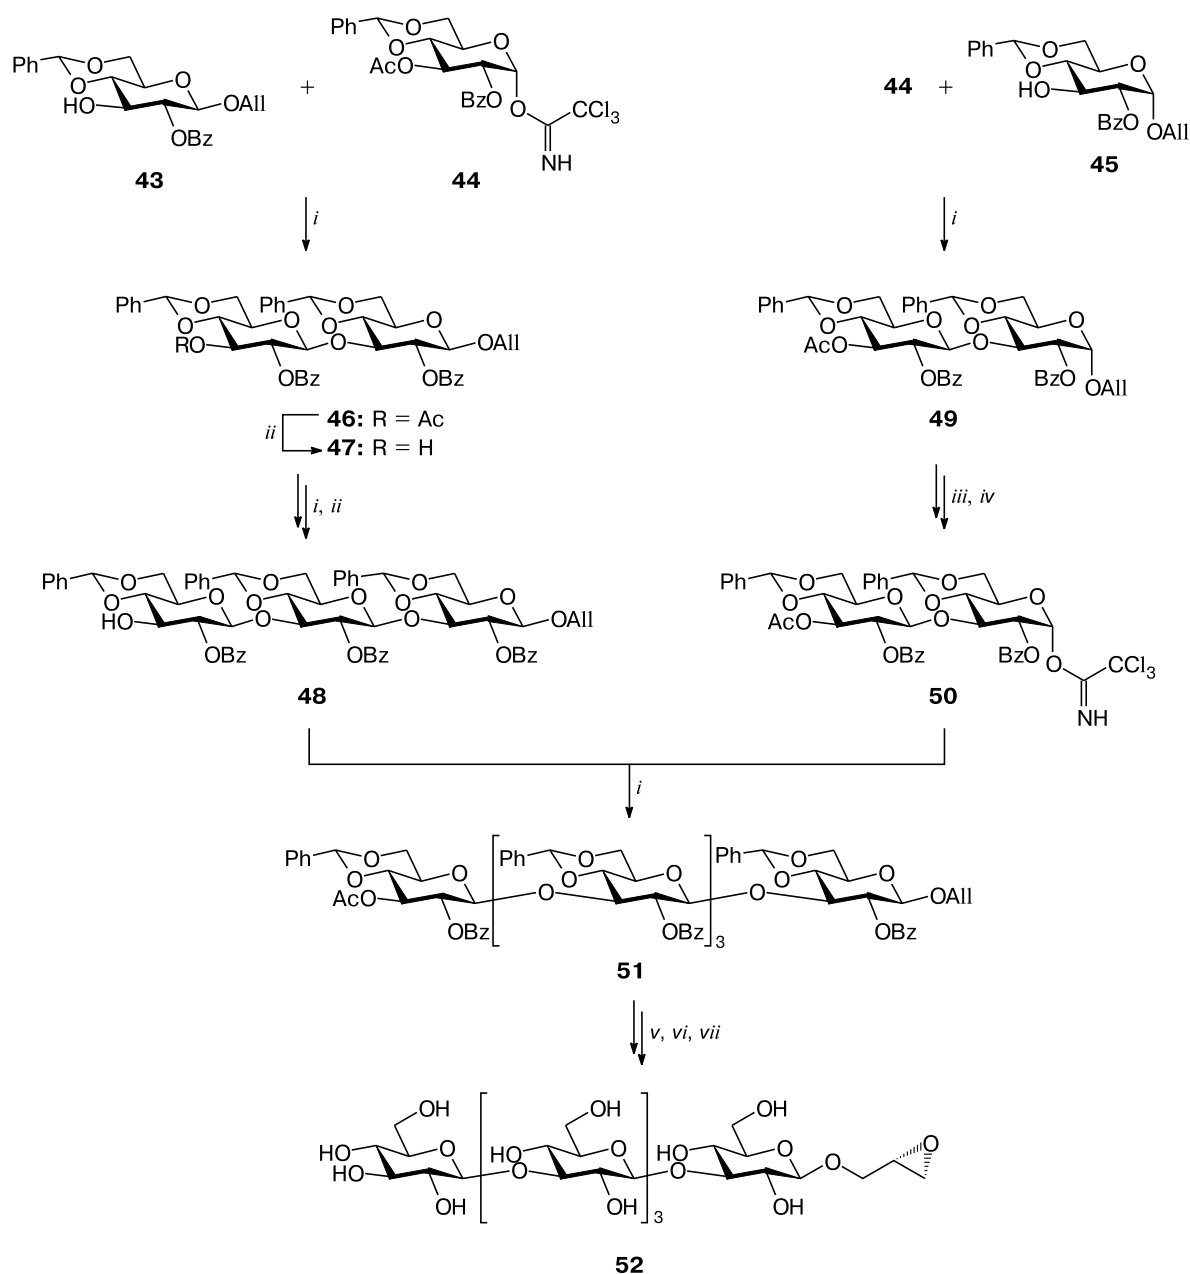 Ph O O O HO OAll OBz
43
+
Ph O O O AcO BzO O CCl3 NH
44
44 +
Ph O O O HO BzO OAll
45
i
i
Ph O O O RO OBz O Ph O O O OAll OBz
46: R = Ac
ii
47: R = H
i, ii
Ph O O O AcO OBz O Ph O O O BzO OAll
49
iii, iv
Ph O O O HO OBz O Ph O O O OBz O Ph O O O OAll OBz
48
Ph O O O AcO OBz O Ph O O O BzO O CCl3 NH
50
i
Ph O O O AcO OBz O Ph O O O OBz 3 O Ph O O O OAll OBz
51
v, vi, vii
OH HO HO O OH O OH HO O OH 3 O OH HO O OH O O
52